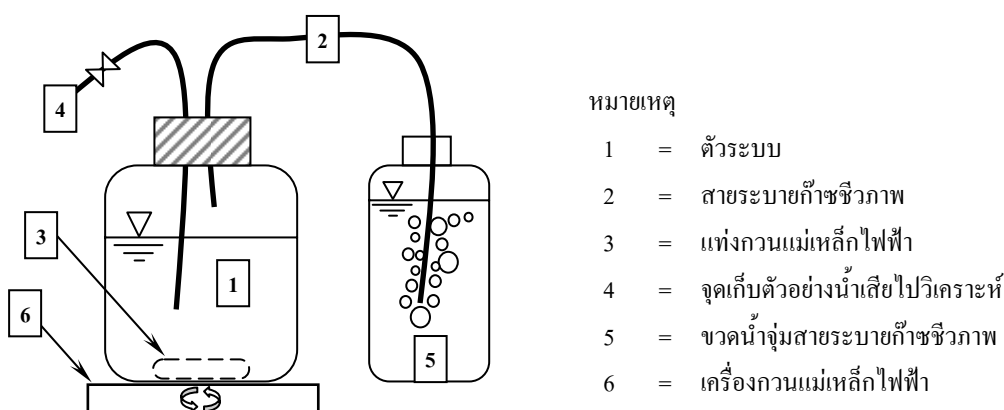 2
4
3
1
6
5
หมายเหตุ
1 = ตัวระบบ
2 = สายระบายก๊าซชีวภาพ
3 = แท่งกวนแม่เหล็กไฟฟ้า
4 = จุดเก็บตัวอย่างน้ำเสียไปวิเคราะห์
5 = ขวดน้ำจุ่มสายระบายก๊าซชีวภาพ
6 = เครื่องกวนแม่เหล็กไฟฟ้า